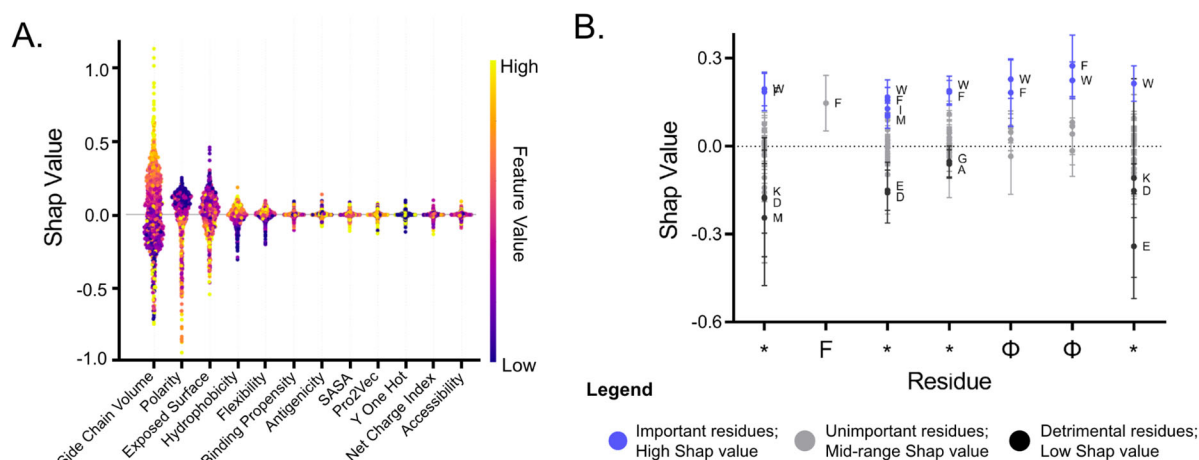 A.
Shap Value
1.0
0.5
0.0
-0.5
-1.0
Side Chain Volume
Polarity
Exposed Surface
Hydrophobicity
Flexibility
Binding Propensity
Antigenicity
SASA
Pro2Vec
Y One Hot
Net Charge Index
Accessibility
High
Feature Value
Low
B.
Shap Value
0.3
0.0
-0.3
-0.6
W
K
D
M
F
W
F
I
M
E
D
W
F
G
A
W
F
F
W
W
K
D
E
* F * * Φ Φ *
Residue
Legend
Important residues;
High Shap value
Unimportant residues;
Mid-range Shap value
Detrimental residues;
Low Shap value